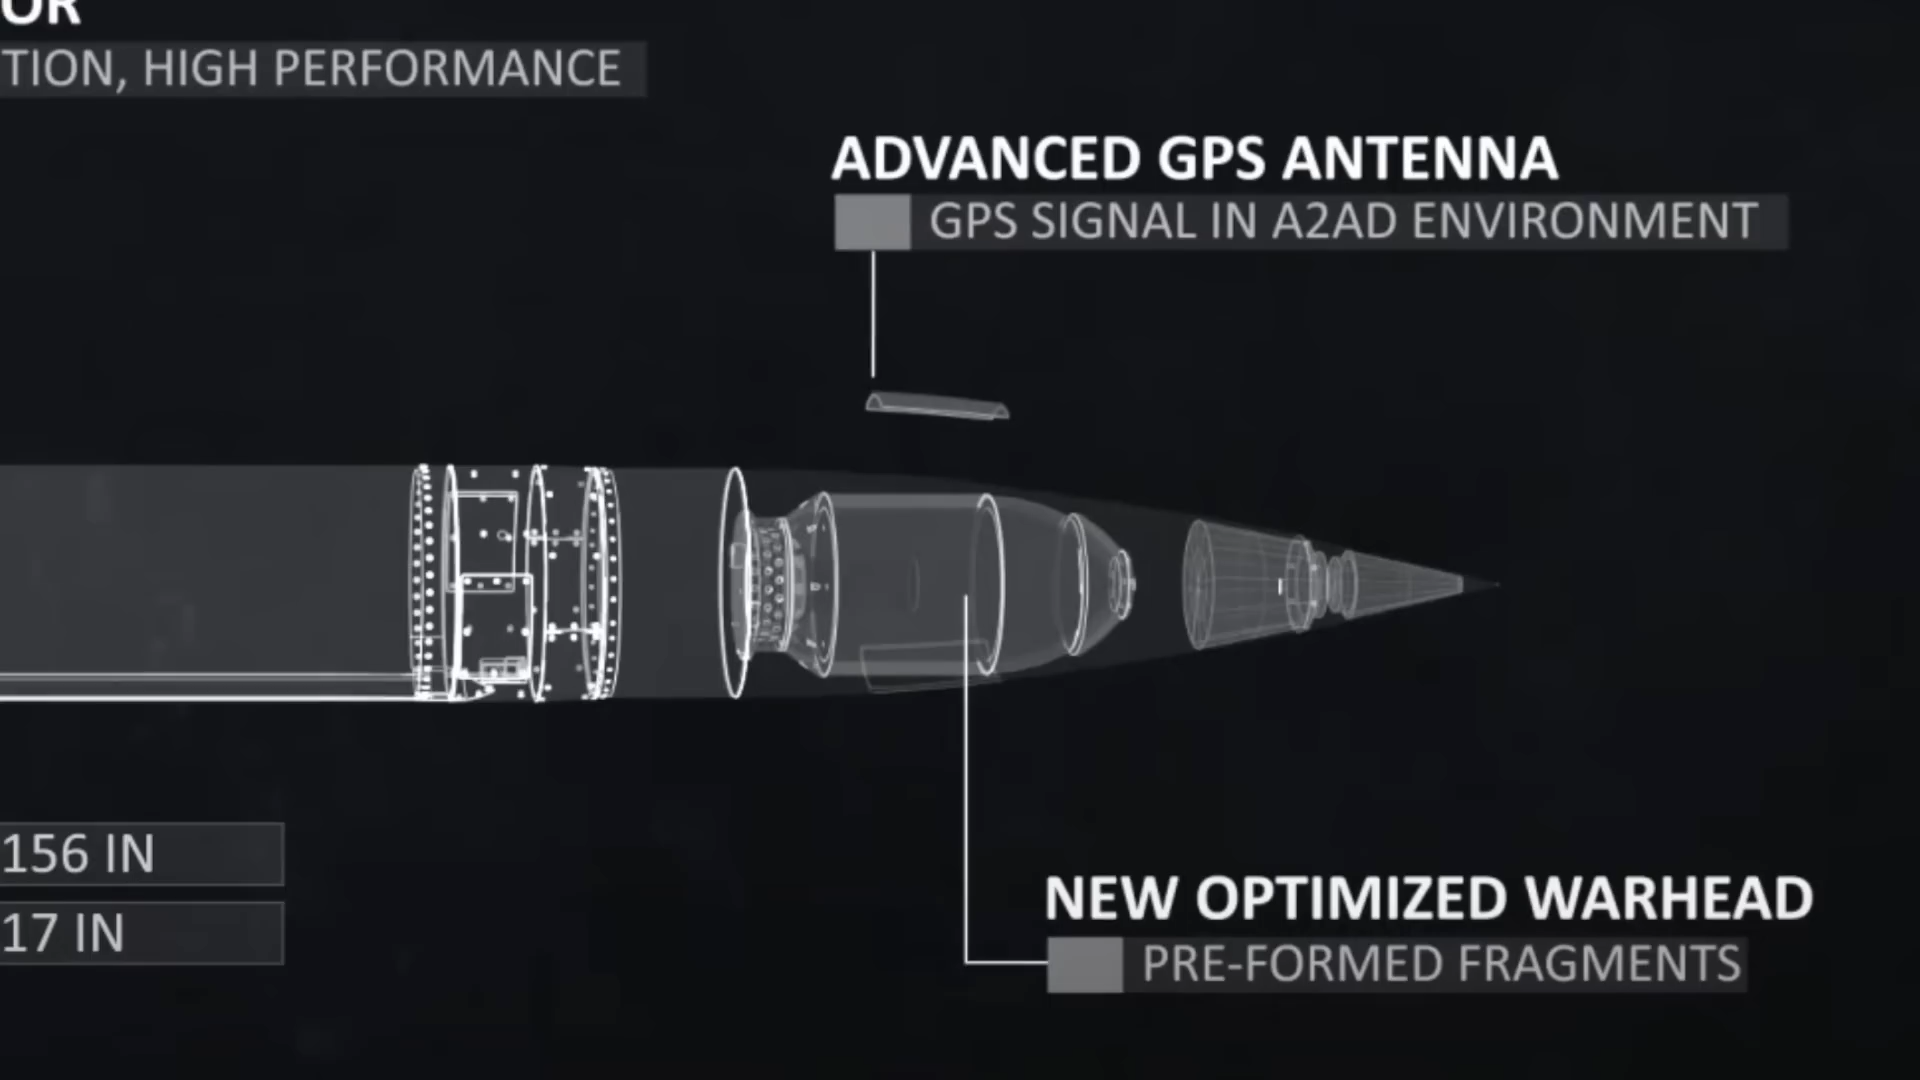 OR
TION, HIGH PERFORMANCE
ADVANCED GPS ANTENNA
GPS SIGNAL IN A2AD ENVIRONMENT
156 IN
17 IN
NEW OPTIMIZED WARHEAD
PRE-FORMED FRAGMENTS